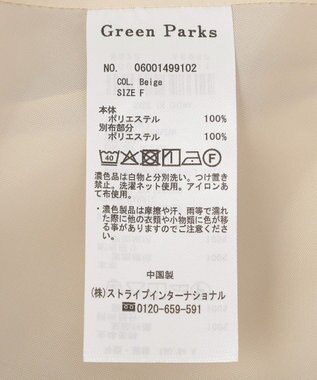 Green Parks
NO. 06001499102
COL. Beige
SIZE F
本体
ポリエステル 100%
別布部分
ポリエステル 100%
40 F
濃色品は白物と分別洗い。つけ置き
禁止。洗濯ネット使用。アイロンあ
て布使用。
・濃色製品は摩擦や汗、雨等で濡れ
た際に他の衣類や小物類に色が移
る事がありますのでご注意くださ
い。
中国製
(株)ストライプインターナショナル
0120-659-591